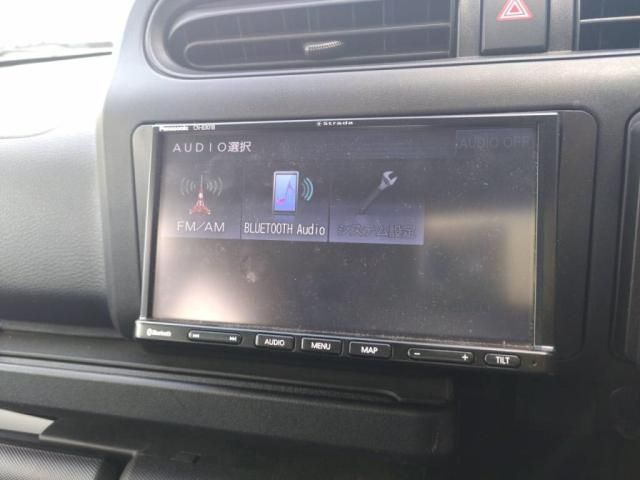 Panasonic
Strada
AUDIO選択
AUDIO OFF
FM/AM
BLUETOOTH Audio
システム設定
Bluetooth
AUDIO
MENU
MAP
− +
TILT